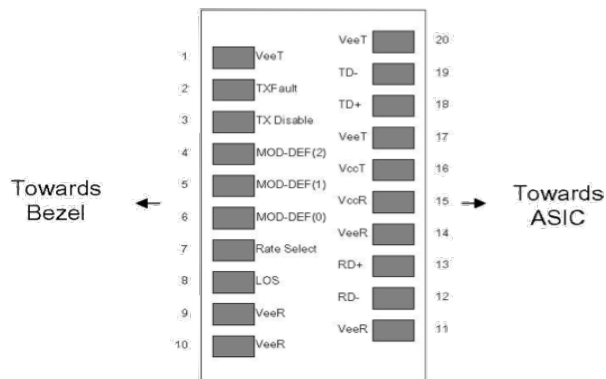 VeeT 20
1 VeeT
TD- 19
2 TXFault
TD+ 18
3 TX Disable
VeeT 17
4 MOD-DEF(2)
VccT 16
5 MOD-DEF(1)
Towards
Bezel
VccR 15
Towards
ASIC
6 MOD-DEF(0)
VeeR 14
7 Rate Select
RD+ 13
8 LOS
RD- 12
9 VeeR
VeeR 11
10 VeeR